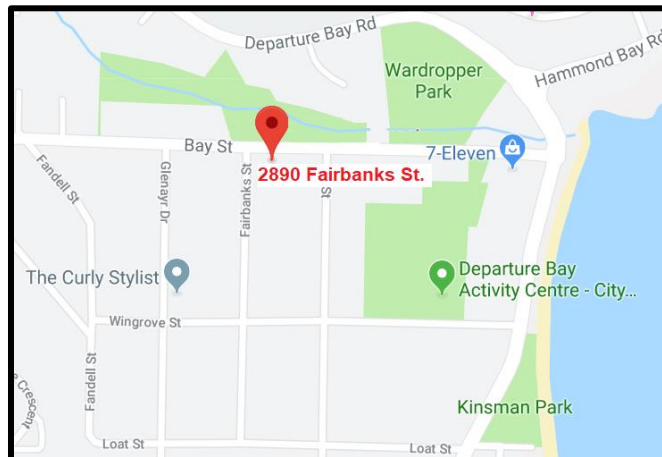 Departure Bay Rd
Hammond Bay Rd
Wardropper
Park
Bay St
7-Eleven
2890 Fairbanks St.
Fandell St
Glenayr Dr
Fairbanks St
St
The Curly Stylist
Departure Bay
Activity Centre - City...
Wingrove St
Fandell St
Crescent
Kinsman Park
Loat St
Loat St